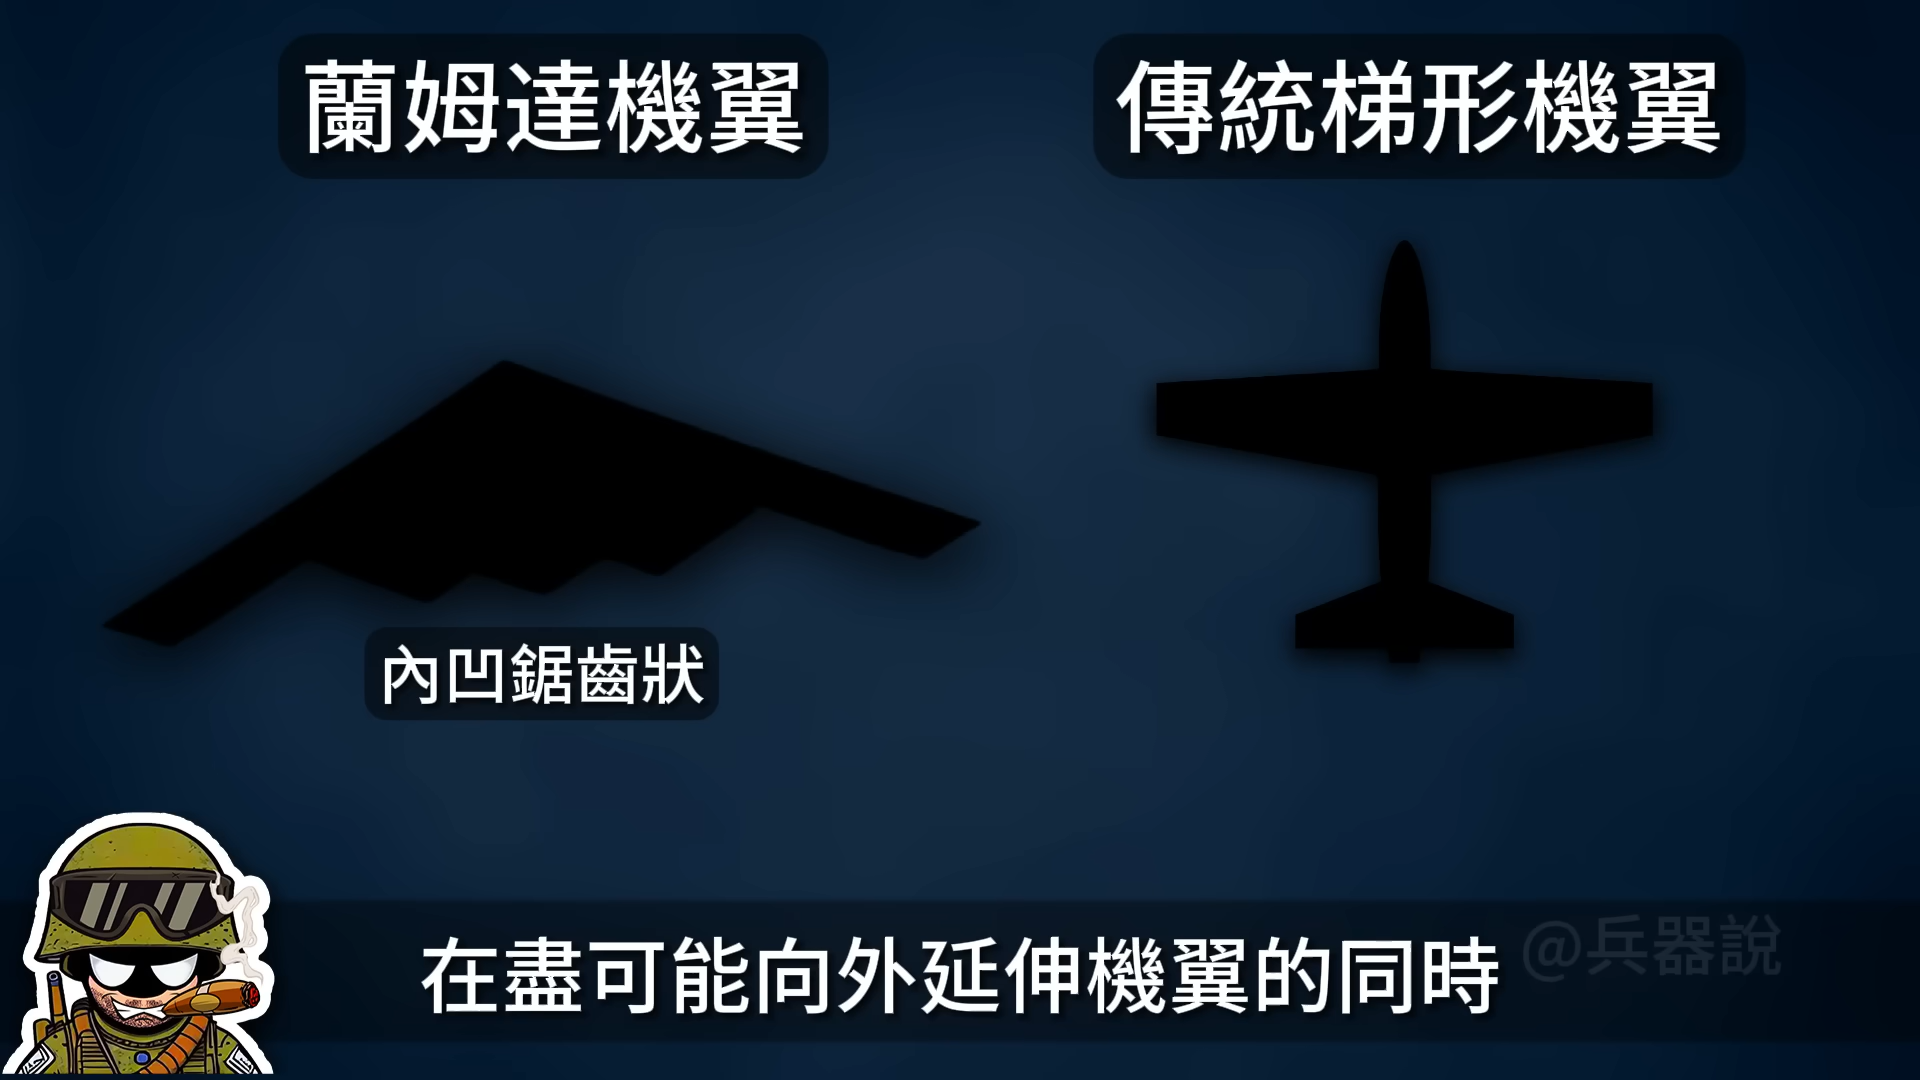 蘭姆達機翼
傳統梯形機翼
內凹鋸齒狀
在盡可能向外延伸機翼的同時
@兵器說